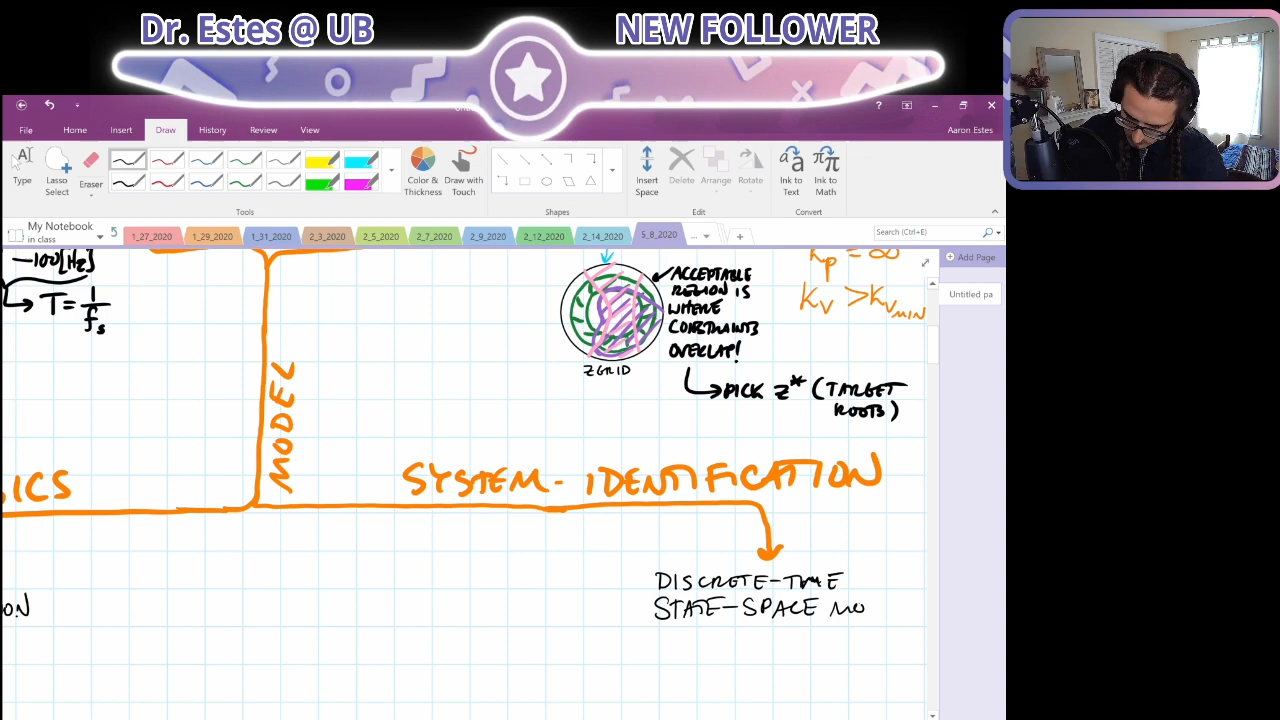 Dr. Estes @ UB
NEW FOLLOWER
File
Home
Insert
Draw
History
Review
View
?
Aaron Estes
Type
Lasso
Select
Eraser
Color &
Thickness
Draw with
Touch
Insert
Space
Delete
Arrange
Rotate
Ink to
Text
Ink to
Math
Tools
Shapes
Edit
Convert
My Notebook
in class
1_27_2020
1_29_2020
1_31_2020
2_3_2020
2_5_2020
2_7_2020
2_9_2020
2_12_2020
2_14_2020
5_8_2020
...
+
Search (Ctrl+E)
Add Page
Untitled pa
-100[Hz]
→ T = 1/fs
ACCEPTABLE
REGION IS
WHERE
CONSTRAINTS
OVERLAP!
ZGRID
→ PICK Z* (TARGET
ROOTS)
Kp = ∞
Kv > KvMIN
MODEL
ICS
SYSTEM-IDENTIFICATION
DISCRETE-TIME
STATE-SPACE MO
ON